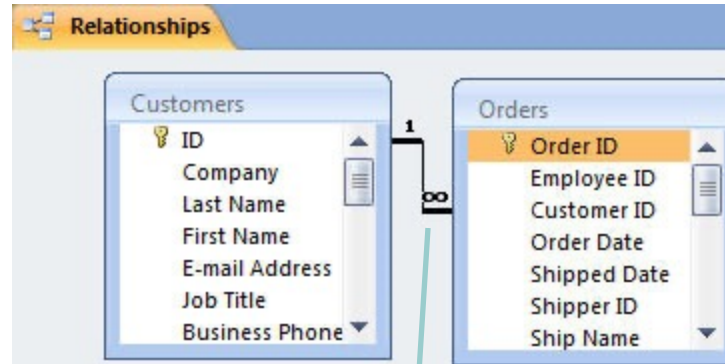 Relationships
Customers
ID
Company
Last Name
First Name
E-mail Address
Job Title
Business Phone
1
∞
Orders
Order ID
Employee ID
Customer ID
Order Date
Shipped Date
Shipper ID
Ship Name